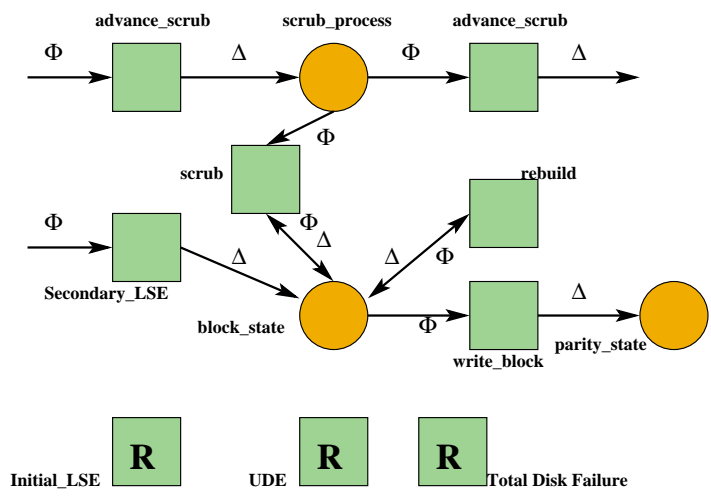 advance_scrub scrub_process advance_scrub
Φ Δ Φ Δ
Φ
scrub rebuild
Φ Φ
Δ Δ Δ Φ
Secondary_LSE
block_state Φ Δ
write_block parity_state
R R R
Initial_LSE UDE Total Disk Failure